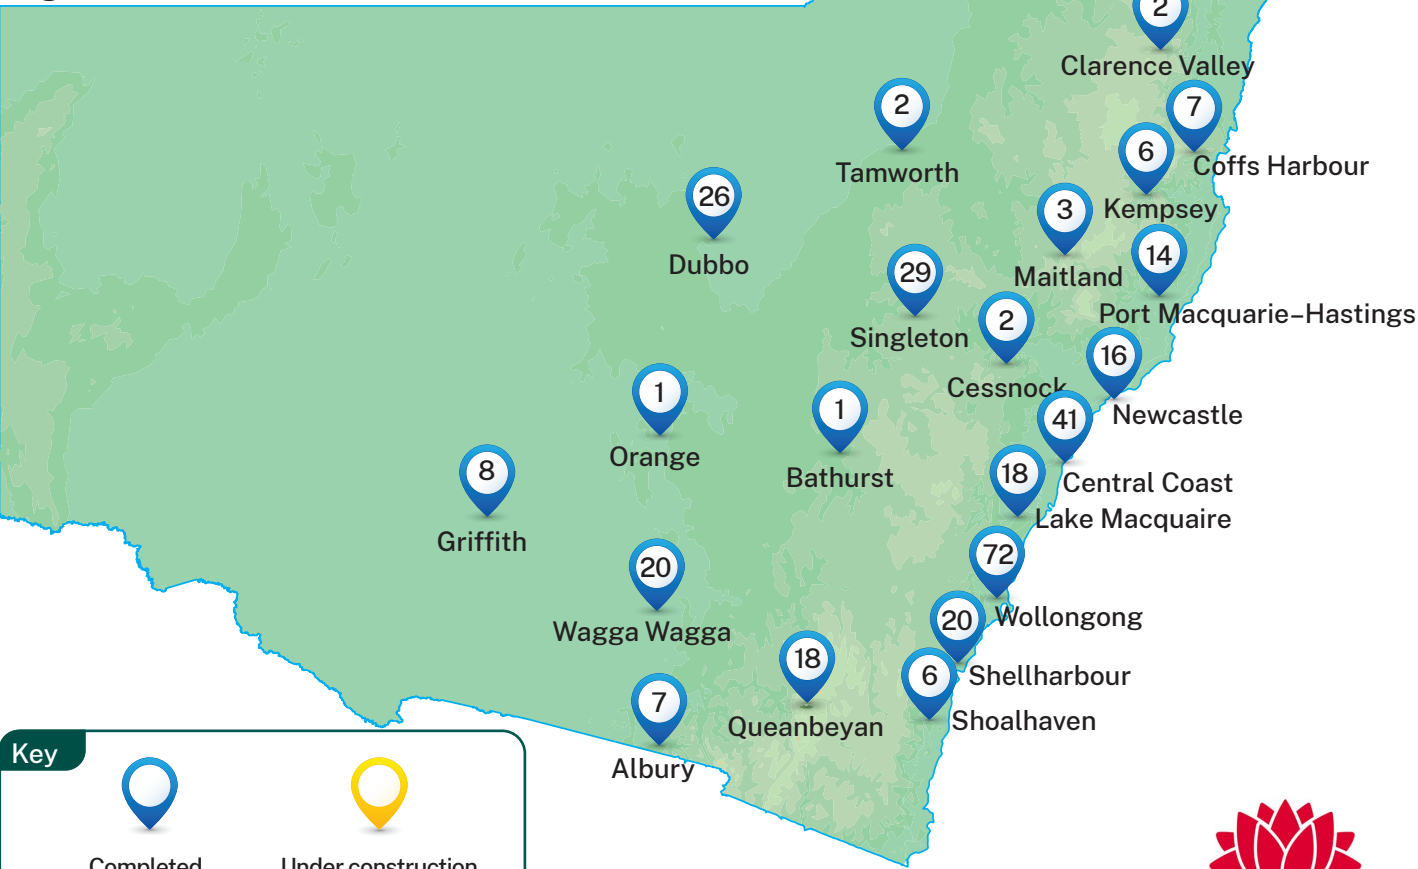 2
Clarence Valley
7
Coffs Harbour
2
Tamworth
6
Kempsey
26
Dubbo
3
Maitland
14
Port Macquarie–Hastings
29
Singleton
2
Cessnock
16
Newcastle
1
Orange
1
Bathurst
41
Central Coast
8
Griffith
18
Lake Macquaire
72
Wollongong
20
Wagga Wagga
20
Shellharbour
18
Queanbeyan
6
Shoalhaven
7
Albury
Key
Completed
Under construction